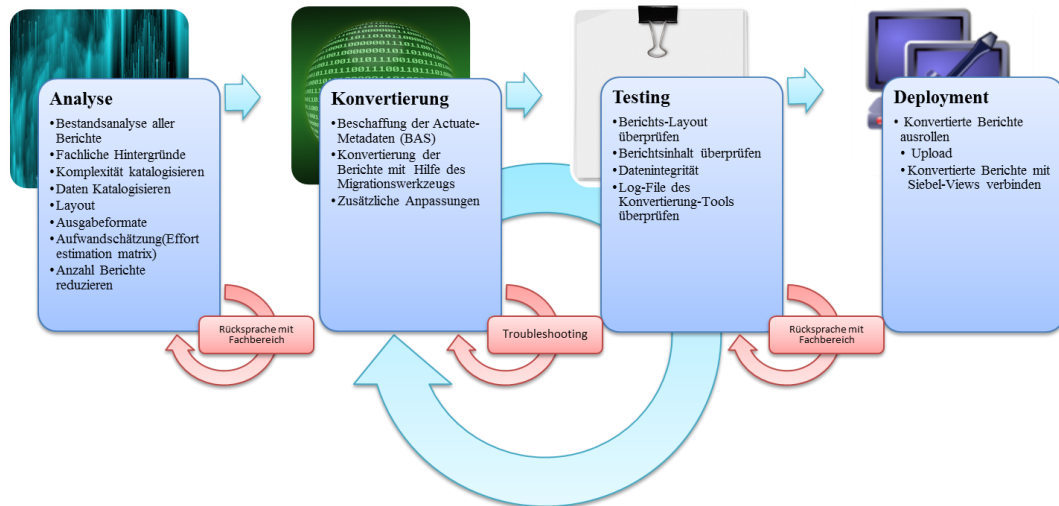 Analyse
•Bestandsanalyse aller
Berichte
•Fachliche Hintergründe
•Komplexität katalogisieren
•Daten Katalogisieren
•Layout
•Ausgabeformate
•Aufwandschätzung(Effort
estimation matrix)
•Anzahl Berichte
reduzieren
Rücksprache mit
Fachbereich
Konvertierung
•Beschaffung der Actuate-
Metadaten (BAS)
•Konvertierung der
Berichte mit Hilfe des
Migrationswerkzeugs
•Zusätzliche Anpassungen
Troubleshooting
Testing
•Berichts-Layout
überprüfen
•Berichtsinhalt überprüfen
•Datenintegrität
•Log-File des
Konvertierung-Tools
überprüfen
Rücksprache mit
Fachbereich
Deployment
• Konvertierte Berichte
ausrollen
• Upload
•Konvertierte Berichte mit
Siebel-Views verbinden